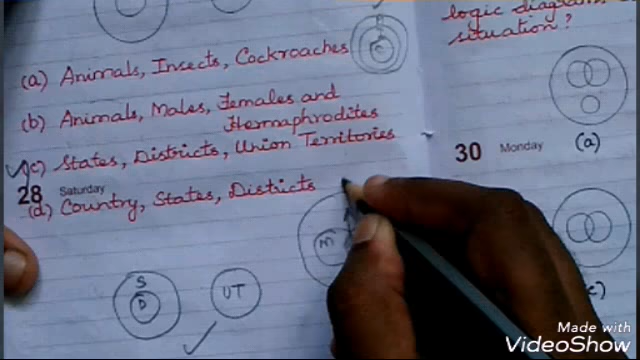 logic diagram
situation?
(a) Animals, Insects, Cockroaches
(b) Animals, Males, Females and
Hermaphrodites
(c) States, Districts, Union Territories
28 Saturday
(d) Country, States, Districts
30 Monday
(a)
C
M
S
D
UT
c)
Made with
VideoShow